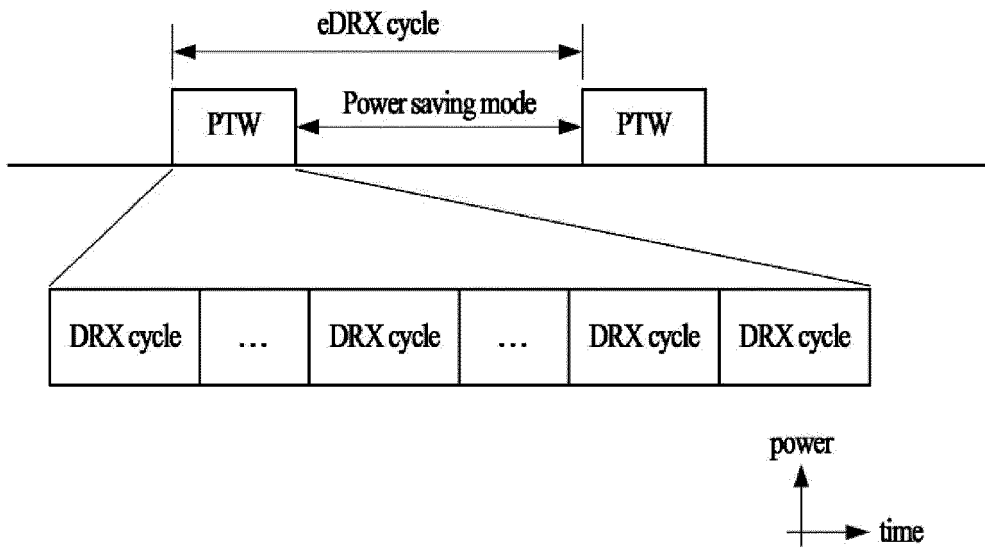 eDRX cycle
PTW
Power saving mode
PTW
DRX cycle
...
DRX cycle
...
DRX cycle
DRX cycle
power
time